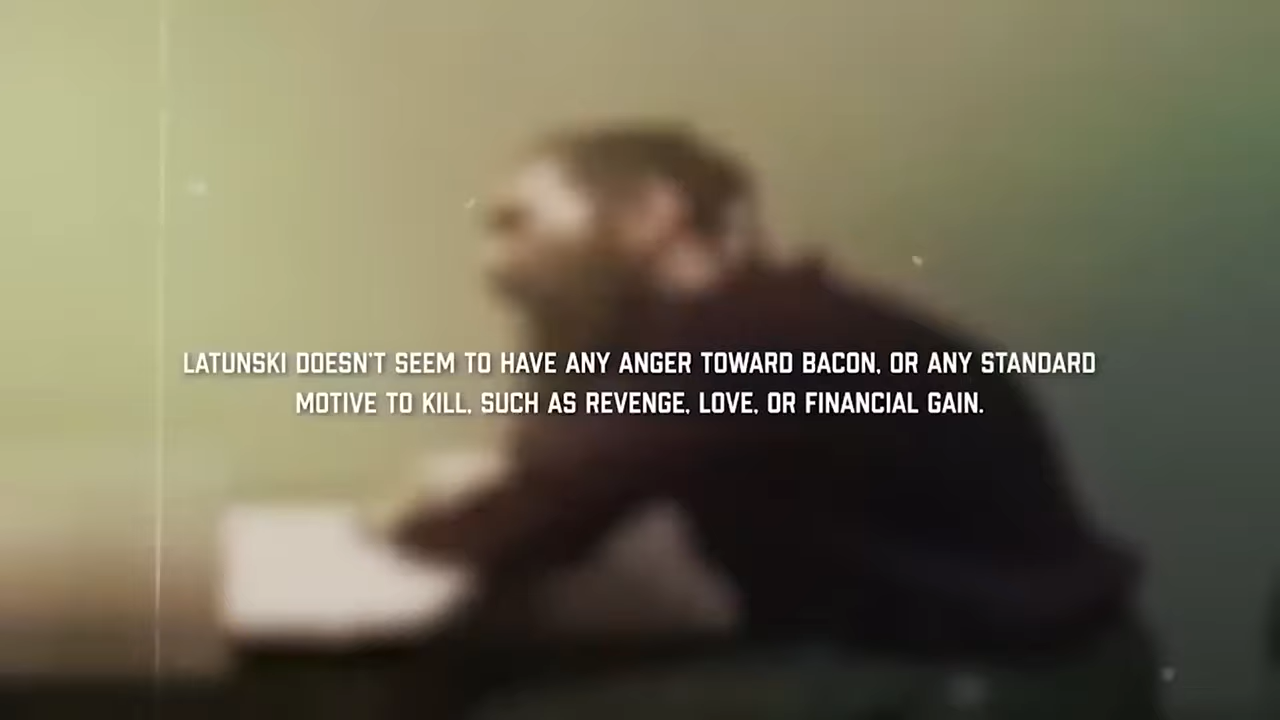 LATUNSKI DOESN'T SEEM TO HAVE ANY ANGER TOWARD BACON, OR ANY STANDARD
MOTIVE TO KILL, SUCH AS REVENGE, LOVE, OR FINANCIAL GAIN.